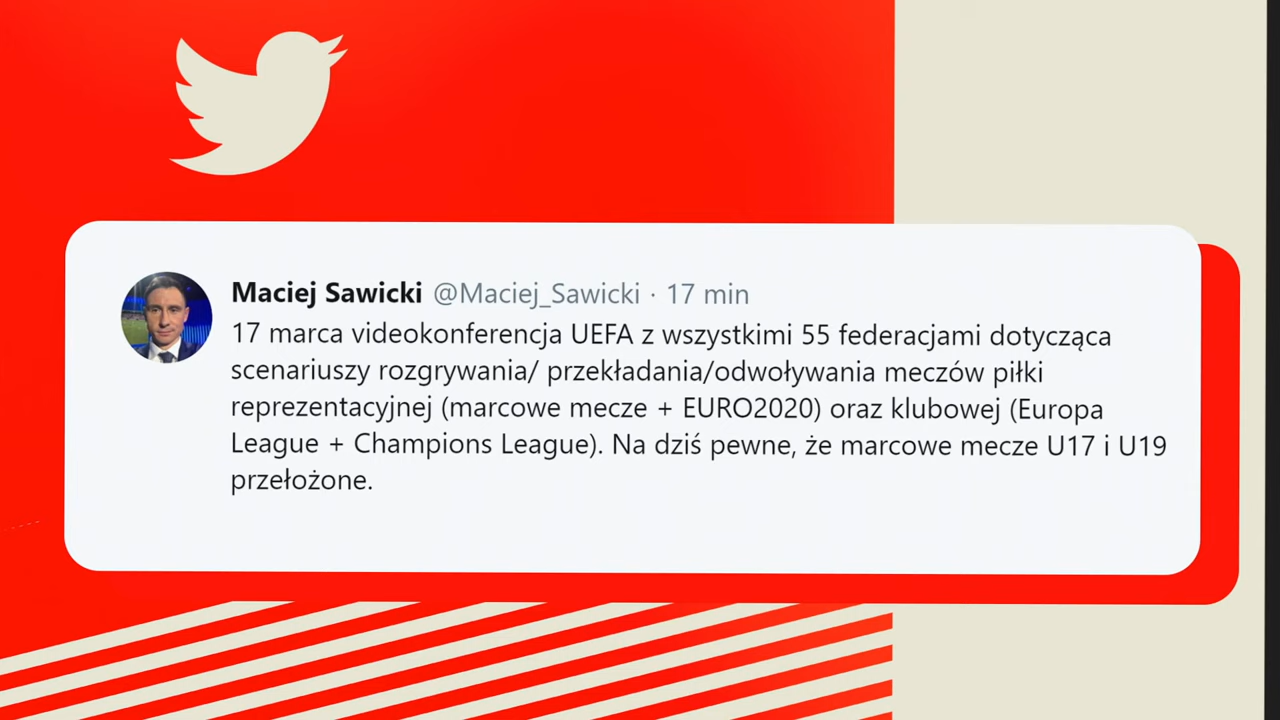 Maciej Sawicki @Maciej_Sawicki · 17 min
17 marca videokonferencja UEFA z wszystkimi 55 federacjami dotycząca
scenariuszy rozgrywania/ przekładania/odwoływania meczów piłki
reprezentacyjnej (marcowe mecze + EURO2020) oraz klubowej (Europa
League + Champions League). Na dziś pewne, że marcowe mecze U17 i U19
przełożone.